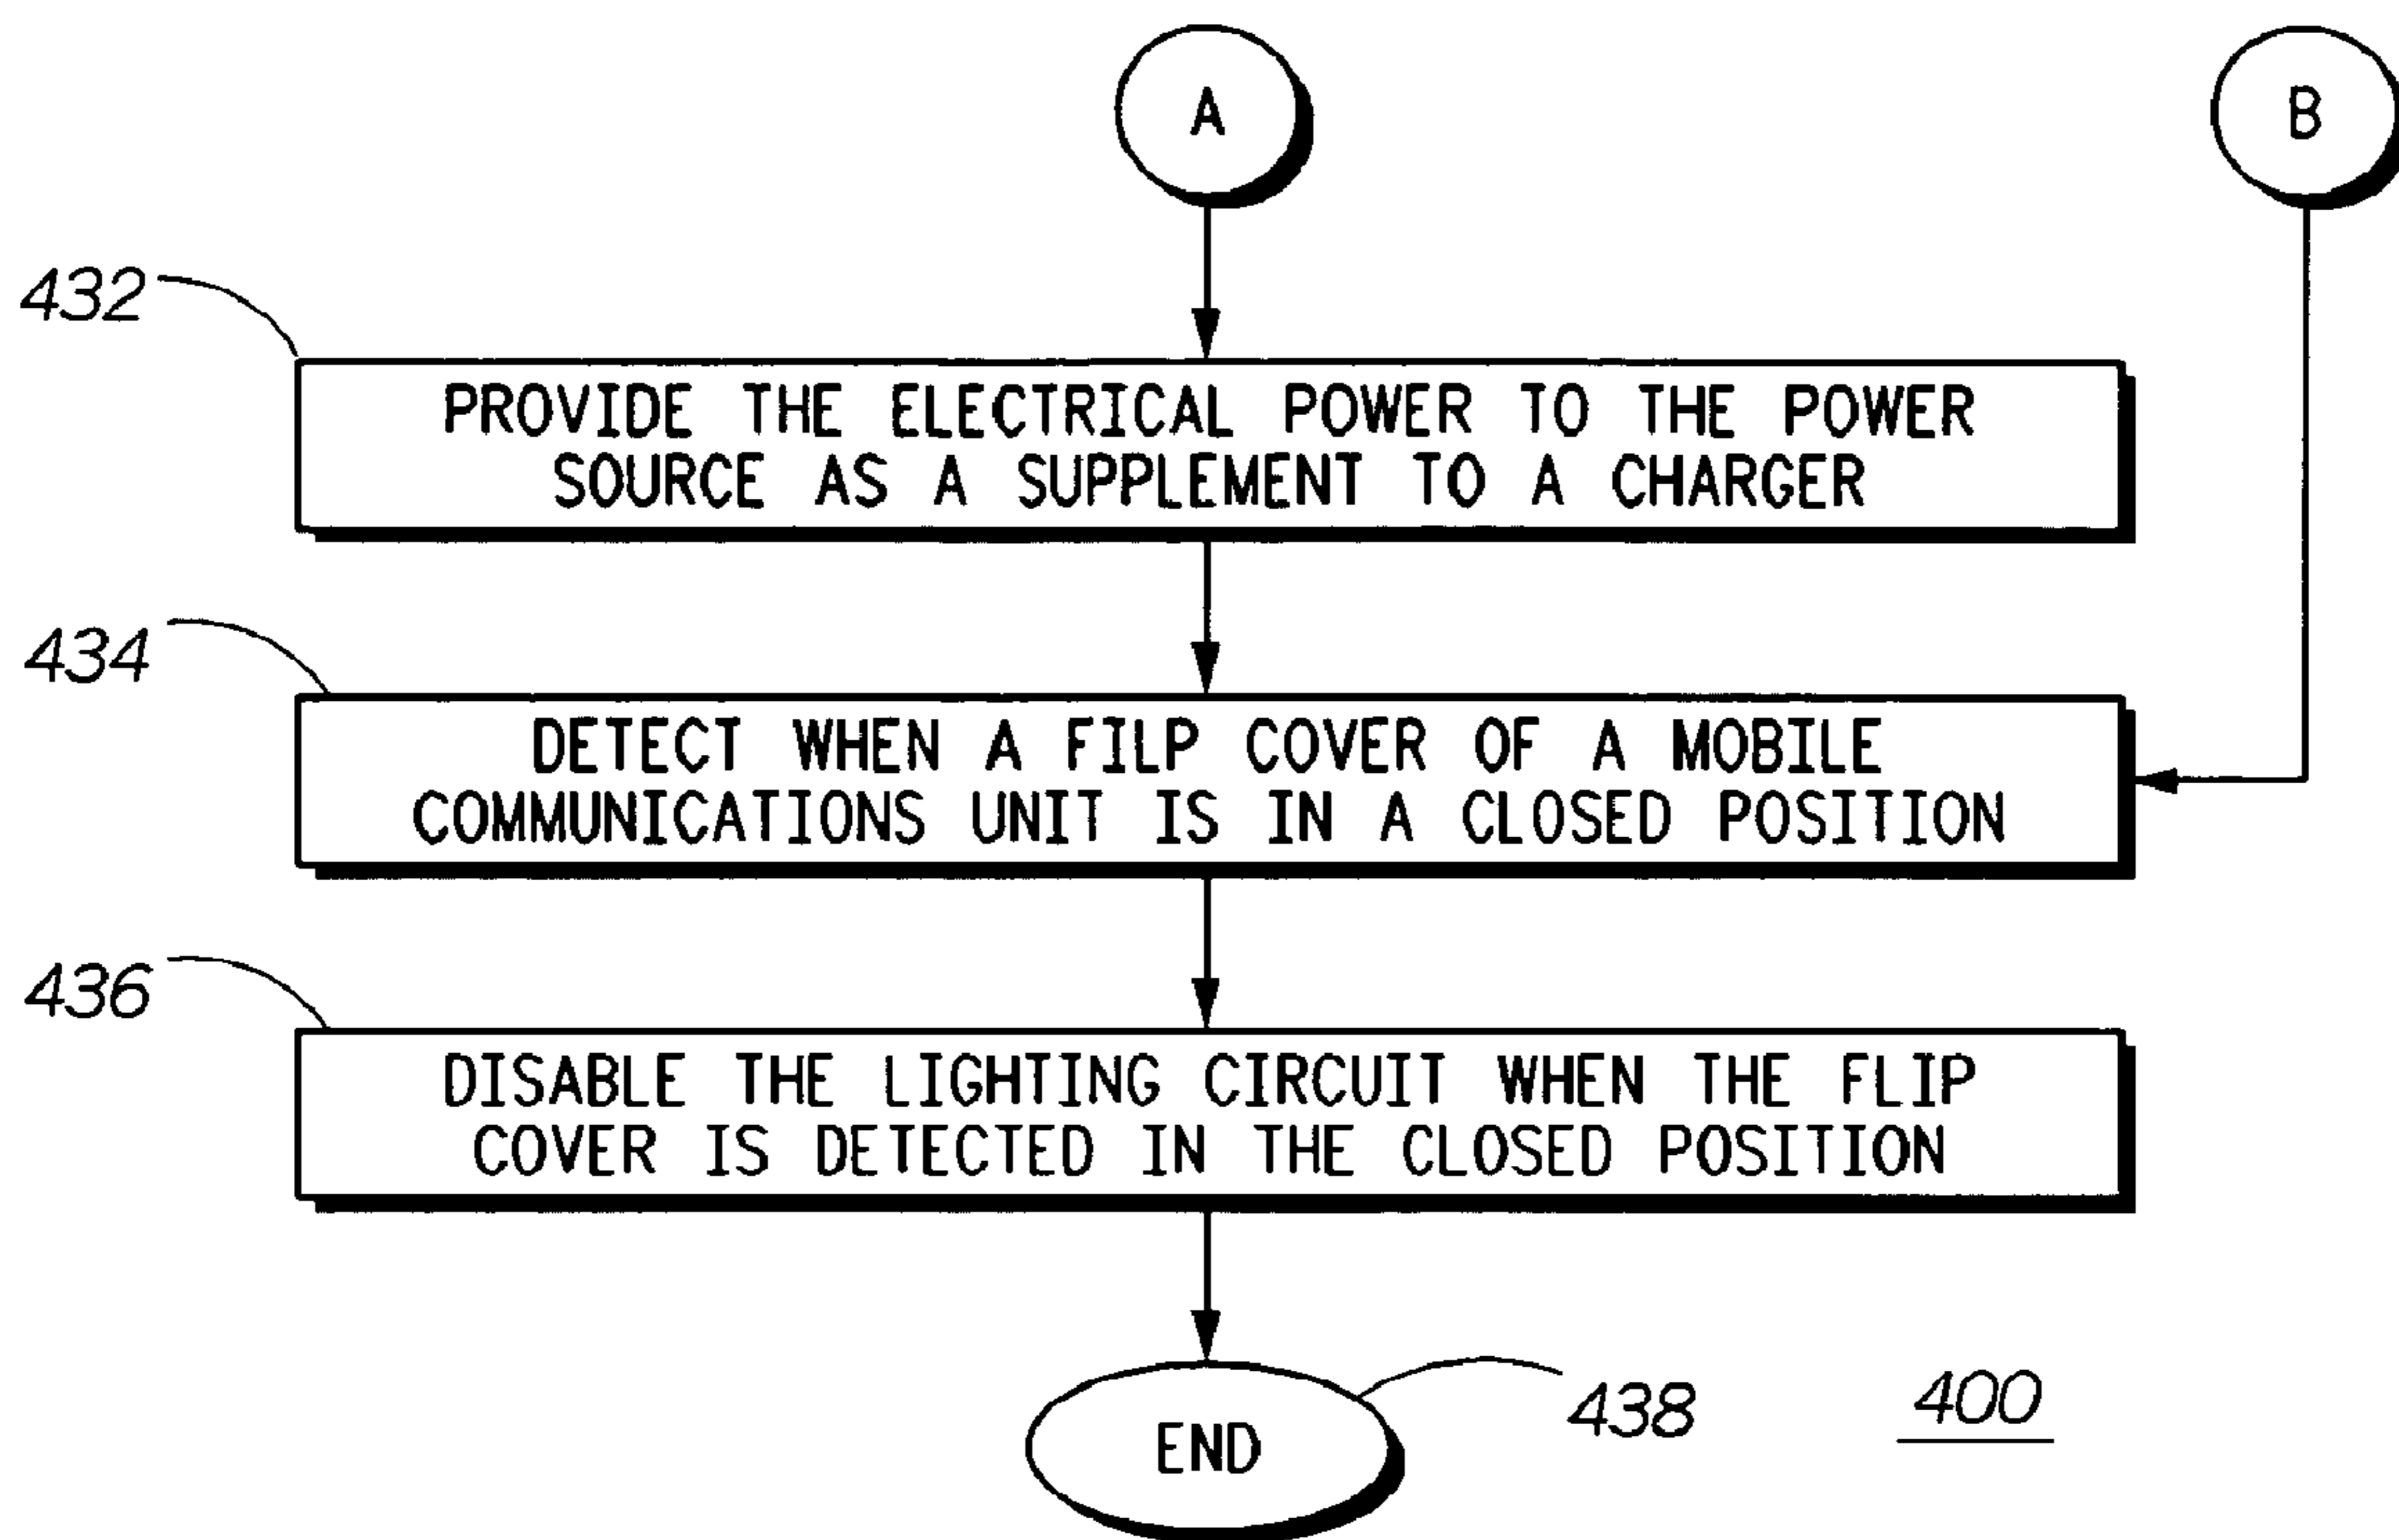 A
B
432
PROVIDE THE ELECTRICAL POWER TO THE POWER
SOURCE AS A SUPPLEMENT TO A CHARGER
434
DETECT WHEN A FILP COVER OF A MOBILE
COMMUNICATIONS UNIT IS IN A CLOSED POSITION
436
DISABLE THE LIGHTING CIRCUIT WHEN THE FLIP
COVER IS DETECTED IN THE CLOSED POSITION
END
438
400